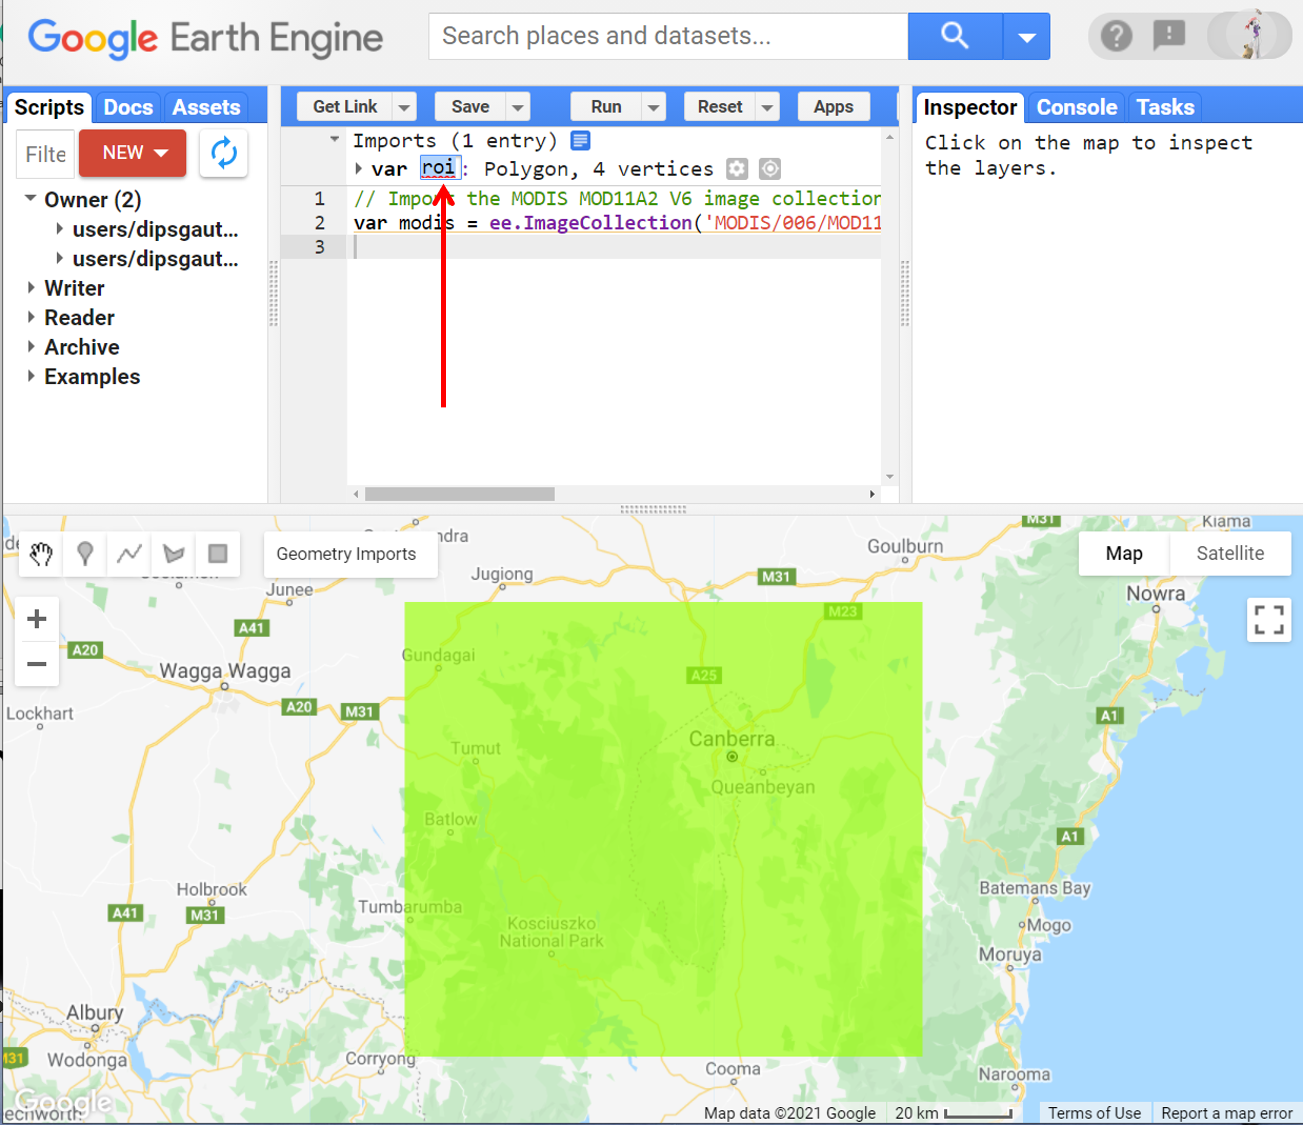 Google Earth Engine
Search places and datasets...
Scripts Docs Assets
Filte
NEW
Owner (2)
users/dipsgaut...
users/dipsgaut...
Writer
Reader
Archive
Examples
Get Link Save Run Reset Apps
Imports (1 entry)
var roi: Polygon, 4 vertices
1 // Import the MODIS MOD11A2 V6 image collection
2 var modis = ee.ImageCollection('MODIS/006/MOD11
3
Inspector Console Tasks
Click on the map to inspect
the layers.
Geometry Imports
Map Satellite
M31
Kiama
Goulburn
Jugiong
M31
Junee
Nowra
M23
A41
A20
Gundagai
Wagga Wagga
A25
A20
M31
Lockhart
A1
Canberra
Tumut
Queanbeyan
Batlow
A1
Holbrook
Batemans Bay
A41
M31
Tumbarumba
Kosciuszko
National Park
Mogo
Moruya
Albury
M31
Wodonga
Corryong
Cooma
Narooma
Google
eechworth
Map data ©2021 Google
20 km
Terms of Use
Report a map error